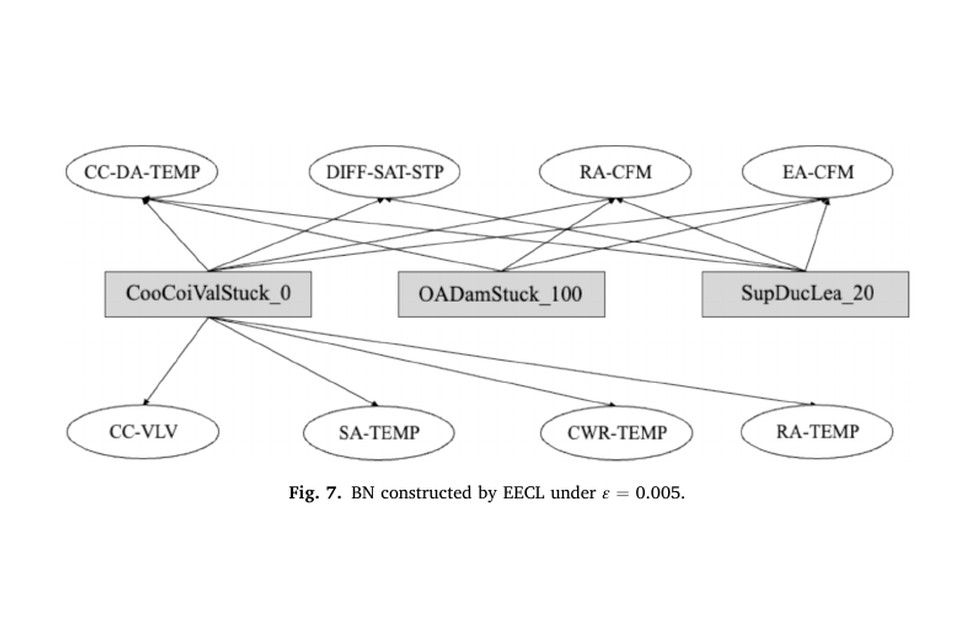 CC-DA-TEMP
DIFF-SAT-STP
RA-CFM
EA-CFM
CooCoiValStuck_0
OADamStuck_100
SupDucLea_20
CC-VLV
SA-TEMP
CWR-TEMP
RA-TEMP
Fig. 7. BN constructed by EECL under ε = 0.005.